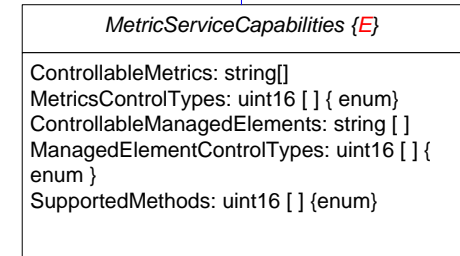 MetricServiceCapabilities {E}
ControllableMetrics: string[]
MetricsControlTypes: uint16 [ ] { enum}
ControllableManagedElements: string [ ]
ManagedElementControlTypes: uint16 [ ] {
enum }
SupportedMethods: uint16 [ ] {enum}